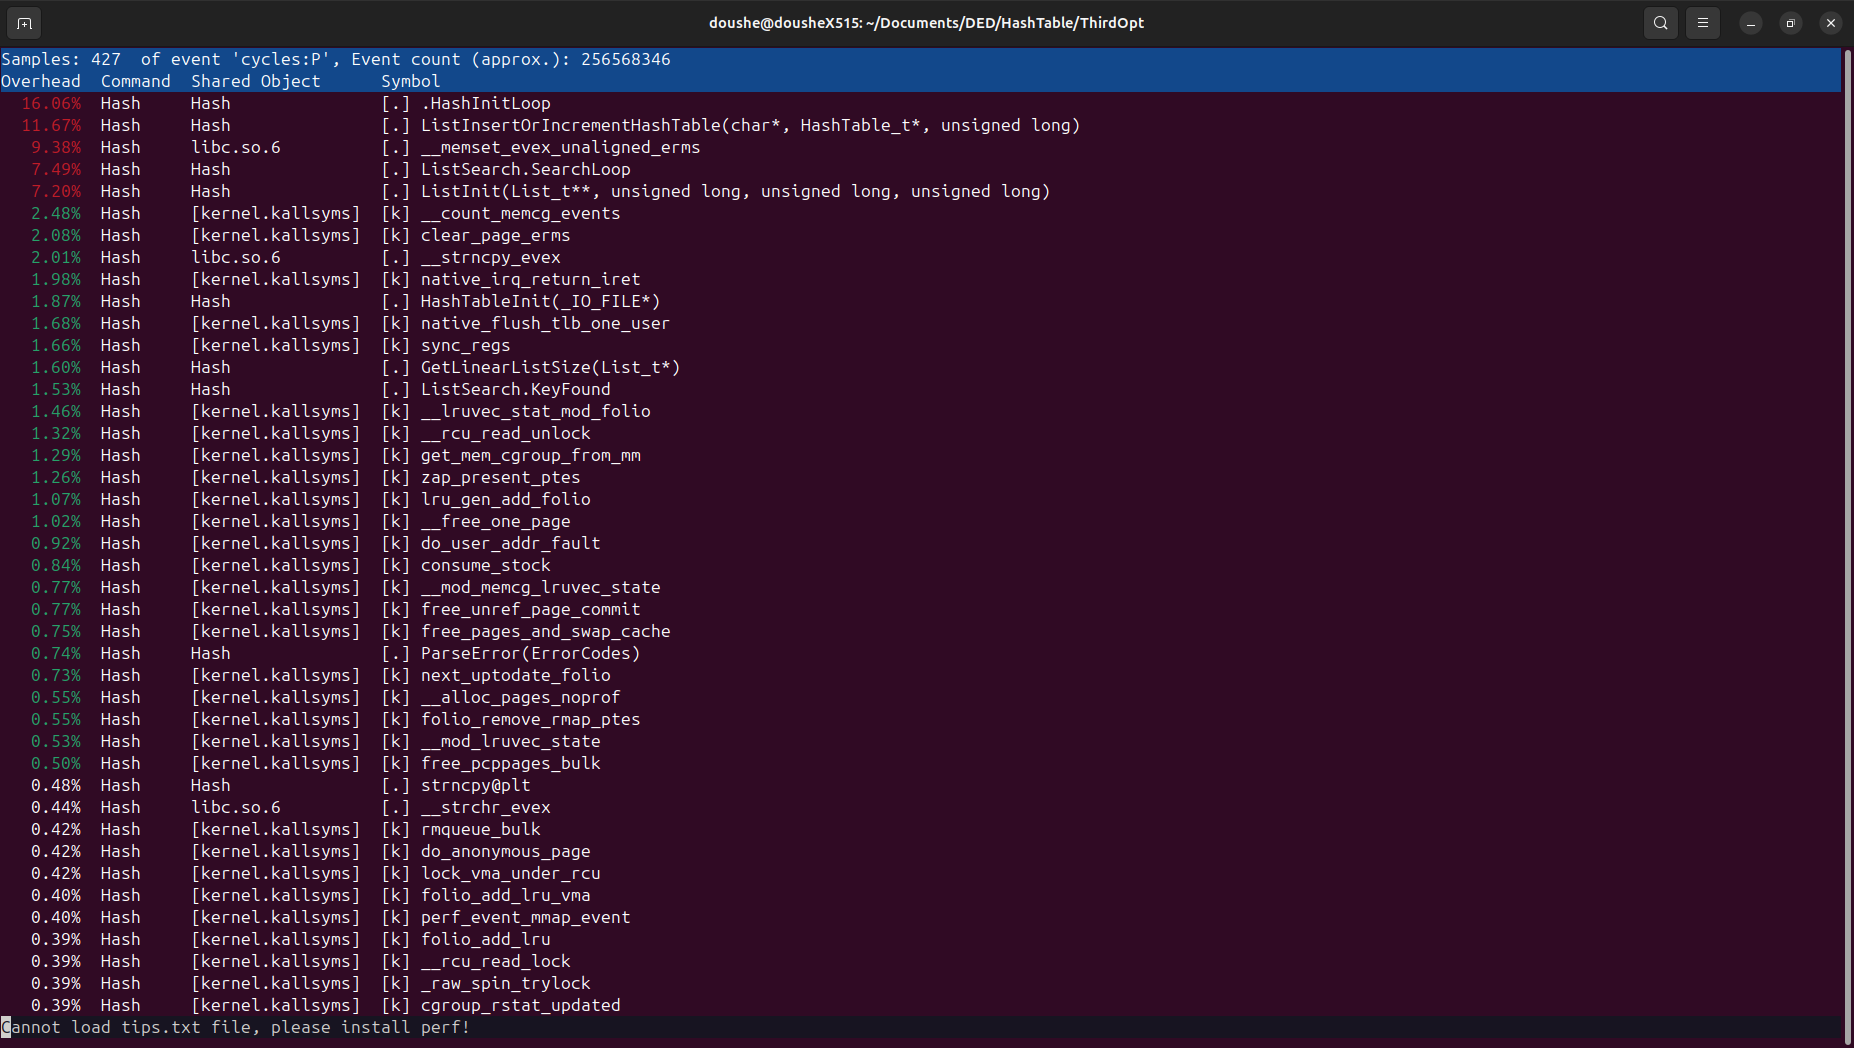 doushe@dousheX515: ~/Documents/DED/HashTable/ThirdOpt
Samples: 427  of event 'cycles:P', Event count (approx.): 256568346
Overhead  Command  Shared Object      Symbol
16.06%  Hash     Hash               [.] .HashInitLoop
11.67%  Hash     Hash               [.] ListInsertOrIncrementHashTable(char*, HashTable_t*, unsigned long)
9.38%  Hash     libc.so.6          [.] __memset_evex_unaligned_erms
7.49%  Hash     Hash               [.] ListSearch.SearchLoop
7.20%  Hash     Hash               [.] ListInit(List_t**, unsigned long, unsigned long, unsigned long)
2.48%  Hash     [kernel.kallsyms]  [k] __count_memcg_events
2.08%  Hash     [kernel.kallsyms]  [k] clear_page_erms
2.01%  Hash     libc.so.6          [.] __strncpy_evex
1.98%  Hash     [kernel.kallsyms]  [k] native_irq_return_iret
1.87%  Hash     Hash               [.] HashTableInit(_IO_FILE*)
1.68%  Hash     [kernel.kallsyms]  [k] native_flush_tlb_one_user
1.66%  Hash     [kernel.kallsyms]  [k] sync_regs
1.60%  Hash     Hash               [.] GetLinearListSize(List_t*)
1.53%  Hash     Hash               [.] ListSearch.KeyFound
1.46%  Hash     [kernel.kallsyms]  [k] __lruvec_stat_mod_folio
1.32%  Hash     [kernel.kallsyms]  [k] __rcu_read_unlock
1.29%  Hash     [kernel.kallsyms]  [k] get_mem_cgroup_from_mm
1.26%  Hash     [kernel.kallsyms]  [k] zap_present_ptes
1.07%  Hash     [kernel.kallsyms]  [k] lru_gen_add_folio
1.02%  Hash     [kernel.kallsyms]  [k] __free_one_page
0.92%  Hash     [kernel.kallsyms]  [k] do_user_addr_fault
0.84%  Hash     [kernel.kallsyms]  [k] consume_stock
0.77%  Hash     [kernel.kallsyms]  [k] __mod_memcg_lruvec_state
0.77%  Hash     [kernel.kallsyms]  [k] free_unref_page_commit
0.75%  Hash     [kernel.kallsyms]  [k] free_pages_and_swap_cache
0.74%  Hash     Hash               [.] ParseError(ErrorCodes)
0.73%  Hash     [kernel.kallsyms]  [k] next_uptodate_folio
0.55%  Hash     [kernel.kallsyms]  [k] __alloc_pages_noprof
0.55%  Hash     [kernel.kallsyms]  [k] folio_remove_rmap_ptes
0.53%  Hash     [kernel.kallsyms]  [k] __mod_lruvec_state
0.50%  Hash     [kernel.kallsyms]  [k] free_pcppages_bulk
0.48%  Hash     Hash               [.] strncpy@plt
0.44%  Hash     libc.so.6          [.] __strchr_evex
0.42%  Hash     [kernel.kallsyms]  [k] rmqueue_bulk
0.42%  Hash     [kernel.kallsyms]  [k] do_anonymous_page
0.42%  Hash     [kernel.kallsyms]  [k] lock_vma_under_rcu
0.40%  Hash     [kernel.kallsyms]  [k] folio_add_lru_vma
0.40%  Hash     [kernel.kallsyms]  [k] perf_event_mmap_event
0.39%  Hash     [kernel.kallsyms]  [k] folio_add_lru
0.39%  Hash     [kernel.kallsyms]  [k] __rcu_read_lock
0.39%  Hash     [kernel.kallsyms]  [k] _raw_spin_trylock
0.39%  Hash     [kernel.kallsyms]  [k] cgroup_rstat_updated
Cannot load tips.txt file, please install perf!